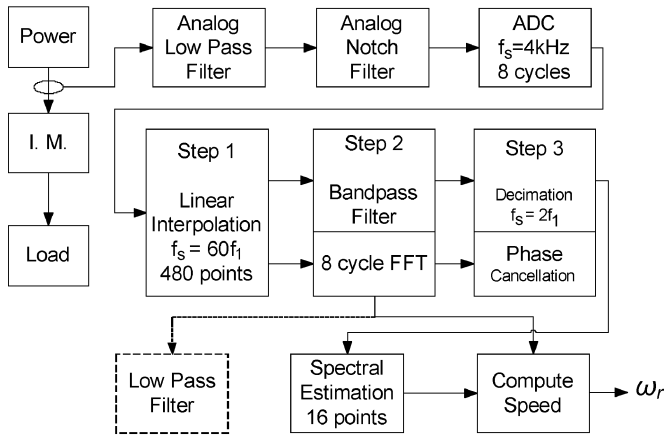 Power
Analog
Low Pass
Filter
Analog
Notch
Filter
ADC
fₛ=4kHz
8 cycles
I. M.
Load
Step 1
Linear
Interpolation
fₛ = 60f₁
480 points
Step 2
Bandpass
Filter
8 cycle FFT
Step 3
Decimation
fₛ = 2f₁
Phase
Cancellation
Low Pass
Filter
Spectral
Estimation
16 points
Compute
Speed
ωᵣ